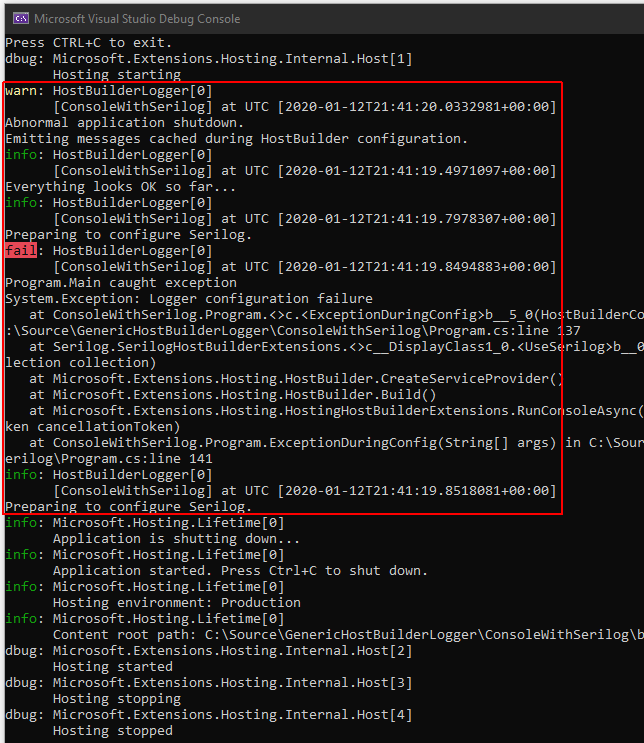 Microsoft Visual Studio Debug Console
Press CTRL+C to exit.
dbug: Microsoft.Extensions.Hosting.Internal.Host[1]
      Hosting starting
warn: HostBuilderLogger[0]
      [ConsoleWithSerilog] at UTC [2020-01-12T21:41:20.0332981+00:00]
Abnormal application shutdown.
Emitting messages cached during HostBuilder configuration.
info: HostBuilderLogger[0]
      [ConsoleWithSerilog] at UTC [2020-01-12T21:41:19.4971097+00:00]
Everything looks OK so far...
info: HostBuilderLogger[0]
      [ConsoleWithSerilog] at UTC [2020-01-12T21:41:19.7978307+00:00]
Preparing to configure Serilog.
fail: HostBuilderLogger[0]
      [ConsoleWithSerilog] at UTC [2020-01-12T21:41:19.8494883+00:00]
Program.Main caught exception
System.Exception: Logger configuration failure
   at ConsoleWithSerilog.Program.<>c.<ExceptionDuringConfig>b__5_0(HostBuilderCo
:\Source\GenericHostBuilderLogger\ConsoleWithSerilog\Program.cs:line 137
   at Serilog.SerilogHostBuilderExtensions.<>c__DisplayClass1_0.<UseSerilog>b__0
lection collection)
   at Microsoft.Extensions.Hosting.HostBuilder.CreateServiceProvider()
   at Microsoft.Extensions.Hosting.HostBuilder.Build()
   at Microsoft.Extensions.Hosting.HostingHostBuilderExtensions.RunConsoleAsync(
ken cancellationToken)
   at ConsoleWithSerilog.Program.ExceptionDuringConfig(String[] args) in C:\Sour
erilog\Program.cs:line 141
info: HostBuilderLogger[0]
      [ConsoleWithSerilog] at UTC [2020-01-12T21:41:19.8518081+00:00]
Preparing to configure Serilog.
info: Microsoft.Hosting.Lifetime[0]
      Application is shutting down...
info: Microsoft.Hosting.Lifetime[0]
      Application started. Press Ctrl+C to shut down.
info: Microsoft.Hosting.Lifetime[0]
      Hosting environment: Production
info: Microsoft.Hosting.Lifetime[0]
      Content root path: C:\Source\GenericHostBuilderLogger\ConsoleWithSerilog\b
dbug: Microsoft.Extensions.Hosting.Internal.Host[2]
      Hosting started
dbug: Microsoft.Extensions.Hosting.Internal.Host[3]
      Hosting stopping
dbug: Microsoft.Extensions.Hosting.Internal.Host[4]
      Hosting stopped